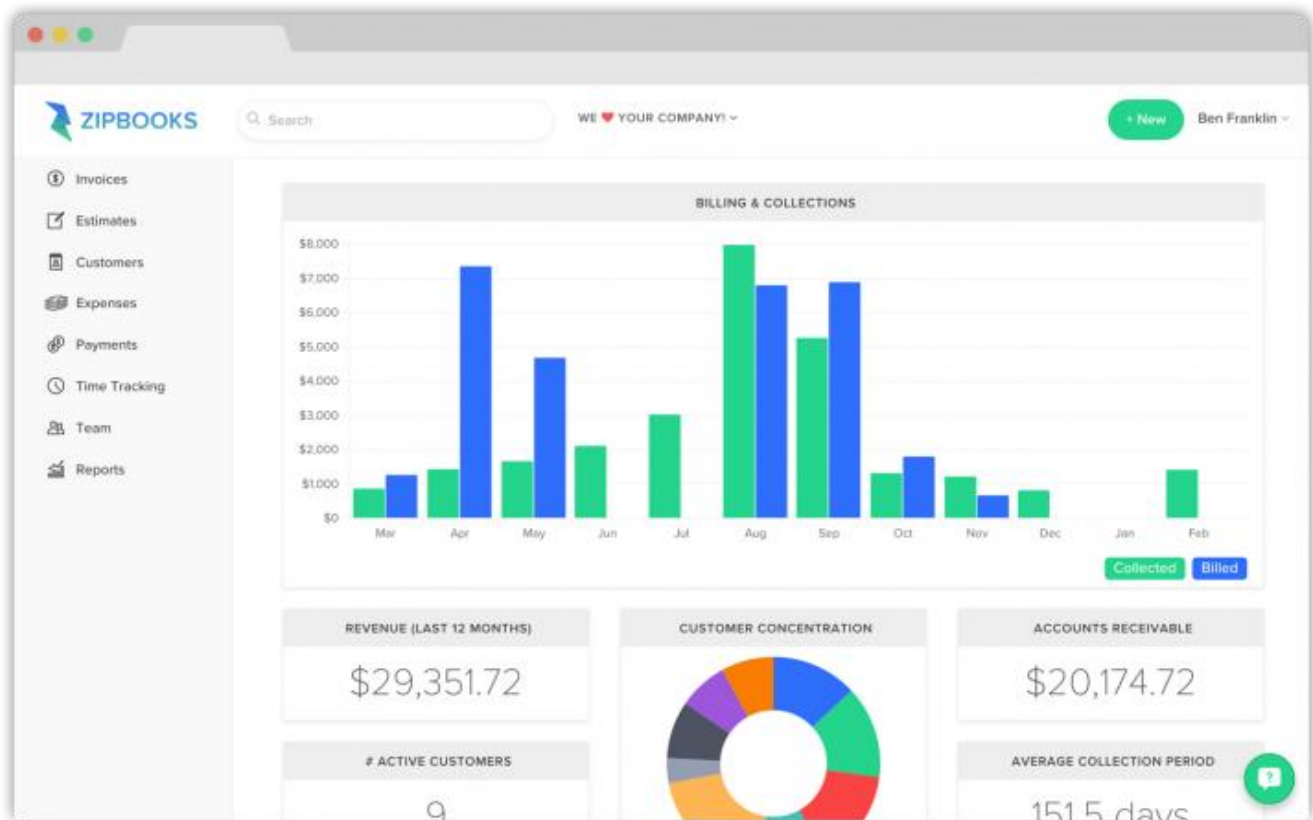 ZIPBOOKS
Search
WE ❤ YOUR COMPANY!
+ New
Ben Franklin
Invoices
Estimates
Customers
Expenses
Payments
Time Tracking
Team
Reports
BILLING & COLLECTIONS
$8,000
$7,000
$6,000
$5,000
$4,000
$3,000
$2,000
$1,000
$0
Mar Apr May Jun Jul Aug Sep Oct Nov Dec Jan Feb
Collected Billed
REVENUE (LAST 12 MONTHS)
$29,351.72
CUSTOMER CONCENTRATION
ACCOUNTS RECEIVABLE
$20,174.72
# ACTIVE CUSTOMERS
9
AVERAGE COLLECTION PERIOD
151.5 days
?